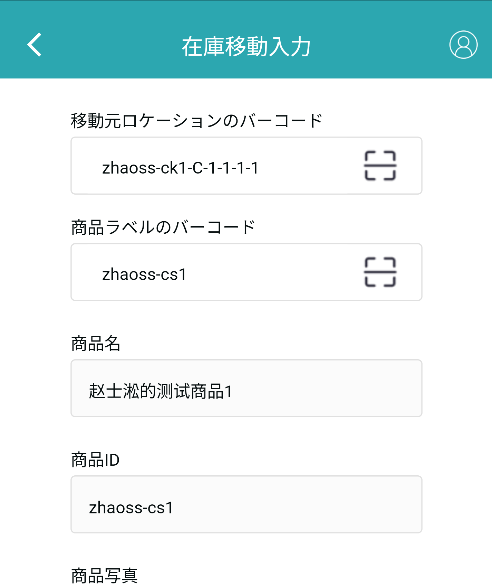 在庫移動入力
移動元ロケーションのバーコード
zhaoss-ck1-C-1-1-1-1
商品ラベルのバーコード
zhaoss-cs1
商品名
赵士淞的测试商品1
商品ID
zhaoss-cs1
商品写真